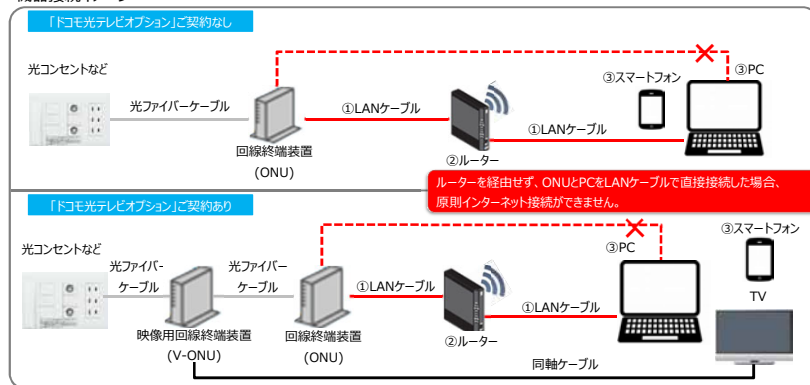 「ドコモ光テレビオプション」ご契約なし
光コンセントなど
光ファイバーケーブル
回線終端装置
(ONU)
①LANケーブル
②ルーター
①LANケーブル
③スマートフォン
③PC
ルーターを経由せず、ONUとPCをLANケーブルで直接接続した場合、
原則インターネット接続ができません。
「ドコモ光テレビオプション」ご契約あり
光コンセントなど
光ファイバー
ケーブル
映像用回線終端装置
(V-ONU)
光ファイバー
ケーブル
回線終端装置
(ONU)
①LANケーブル
②ルーター
①LANケーブル
③PC
③スマートフォン
TV
同軸ケーブル